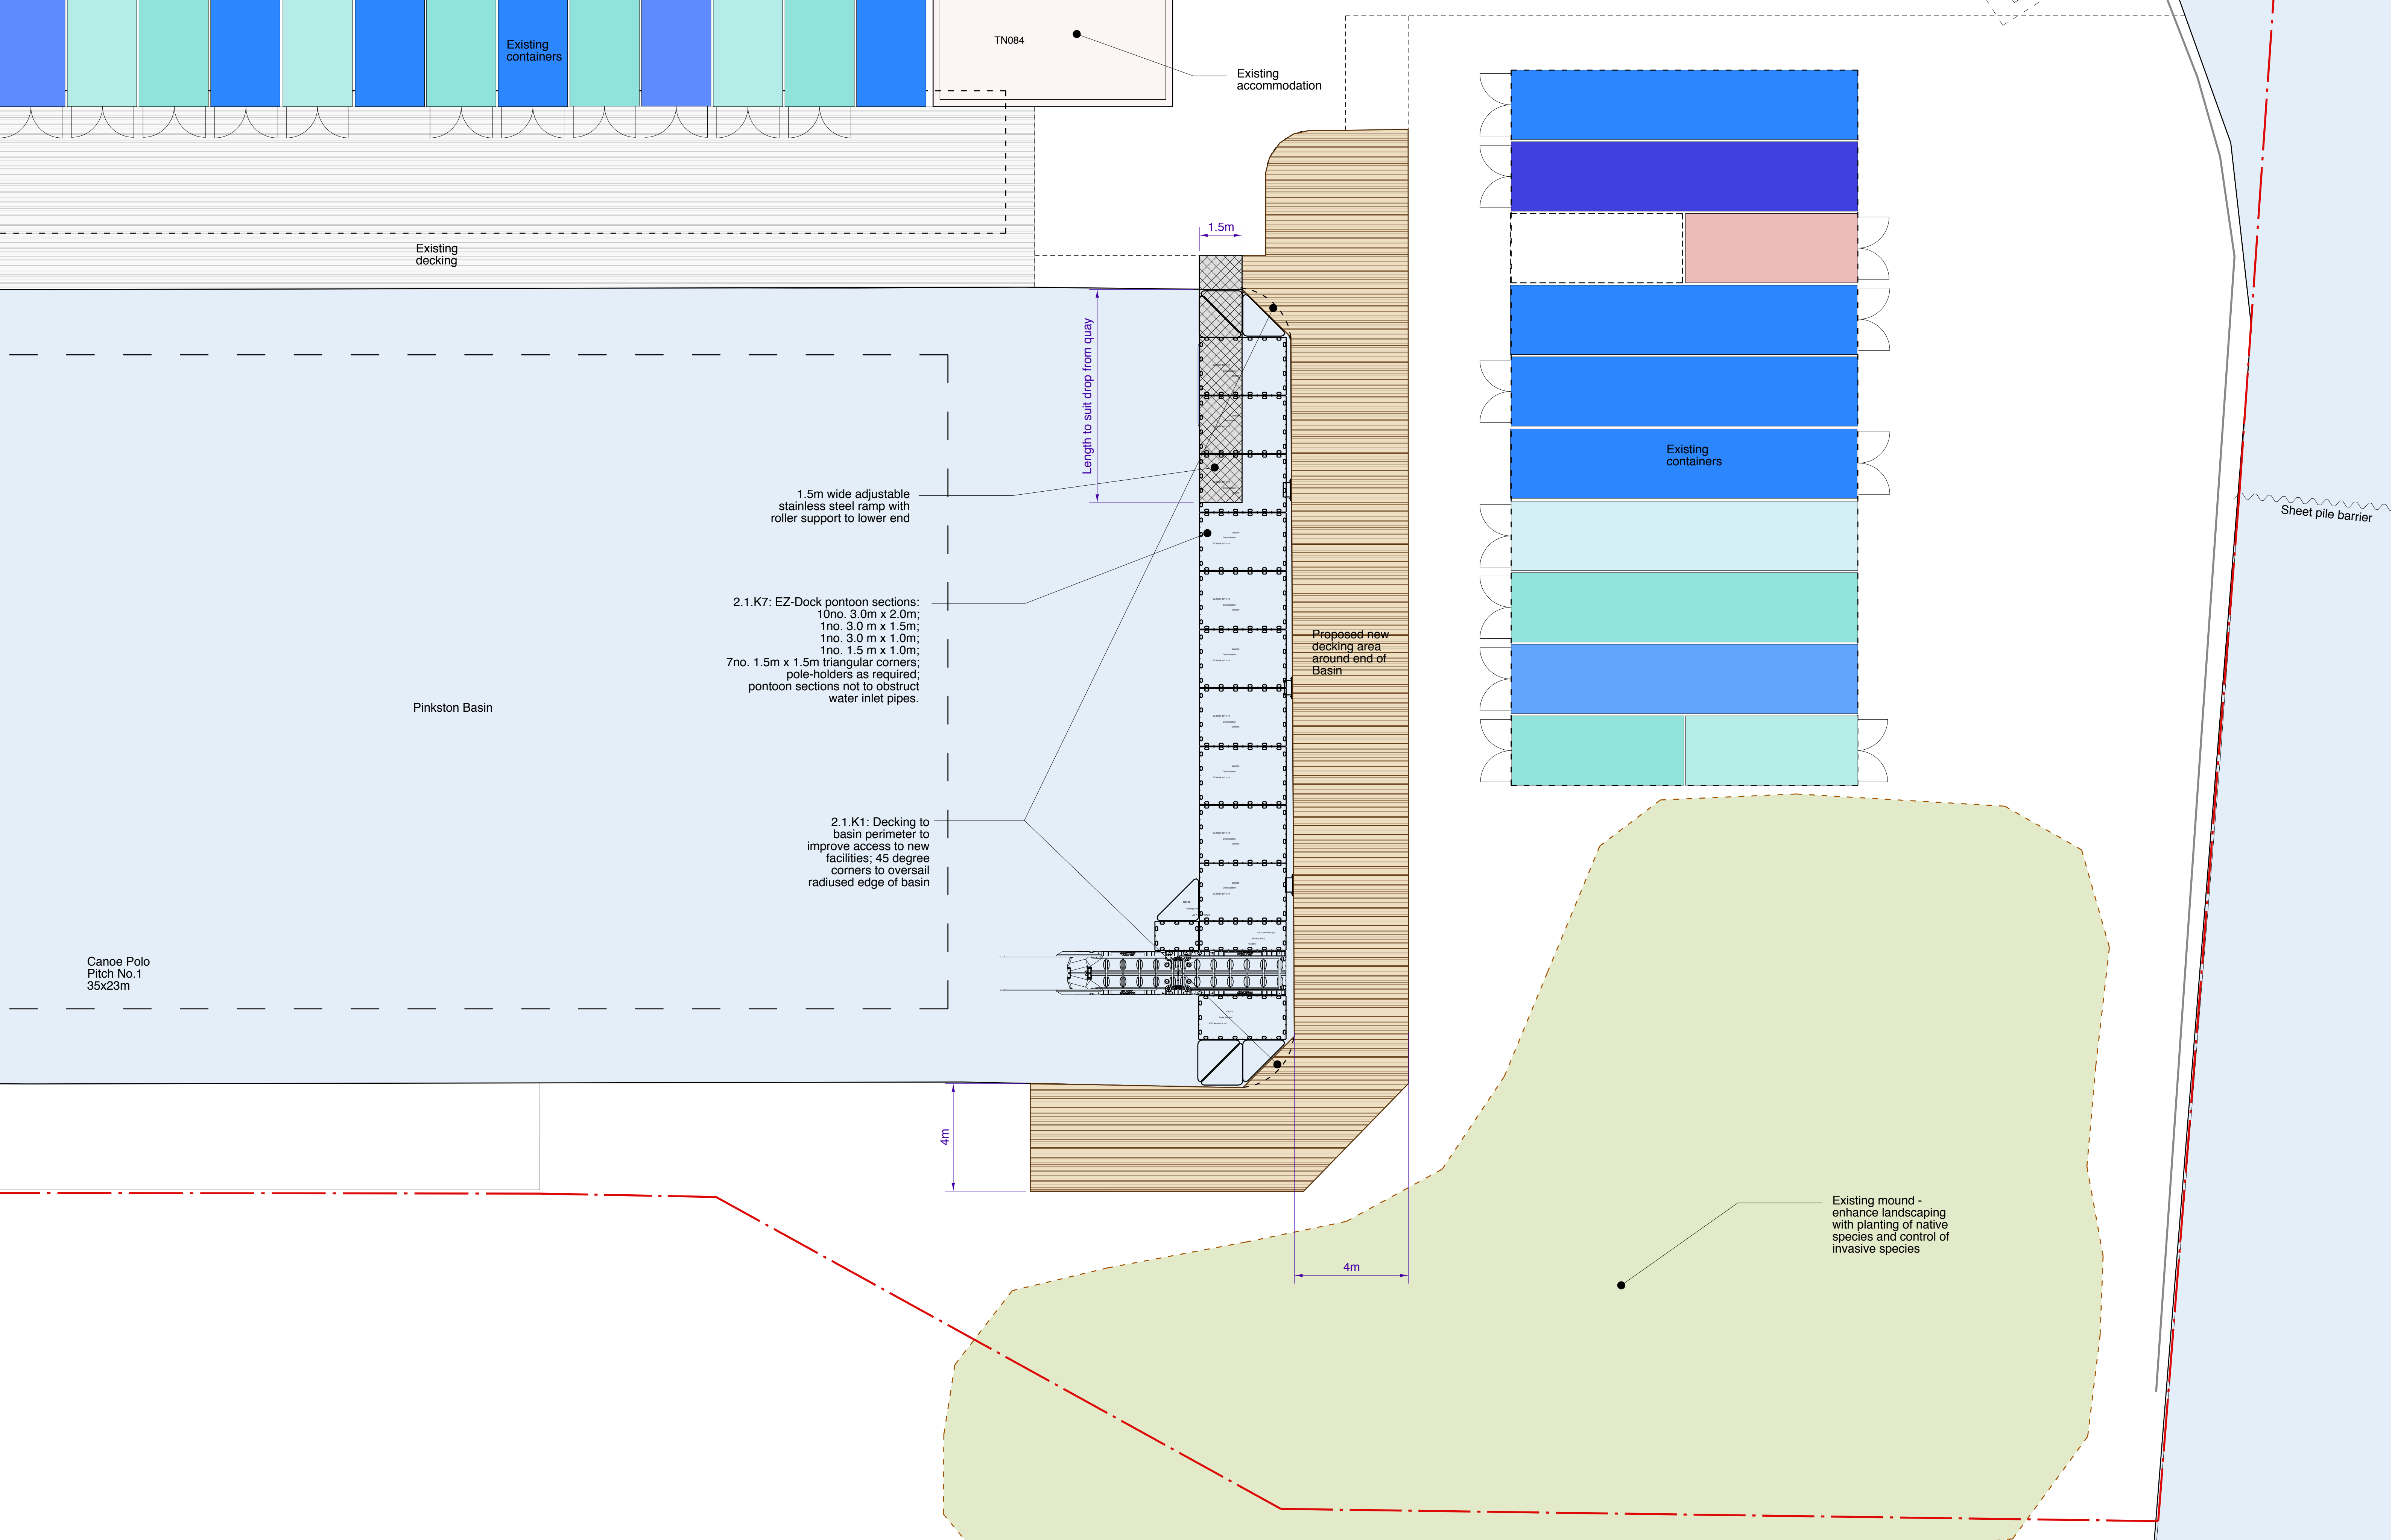 Existing
containers
TN084
Existing
accommodation
Existing
decking
1.5m
Length to suit drop from quay
Existing
containers
Sheet pile barrier
1.5m wide adjustable
stainless steel ramp with
roller support to lower end
2.1.K7: EZ-Dock pontoon sections:
10no. 3.0m x 2.0m;
1no. 3.0 m x 1.5m;
1no. 3.0 m x 1.0m;
1no. 1.5 m x 1.0m;
7no. 1.5m x 1.5m triangular corners;
pole-holders as required;
pontoon sections not to obstruct
water inlet pipes.
Proposed new
decking area
around end of
Basin
Pinkston Basin
2.1.K1: Decking to
basin perimeter to
improve access to new
facilities; 45 degree
corners to oversail
radiused edge of basin
Canoe Polo
Pitch No.1
35x23m
4m
4m
Existing mound -
enhance landscaping
with planting of native
species and control of
invasive species